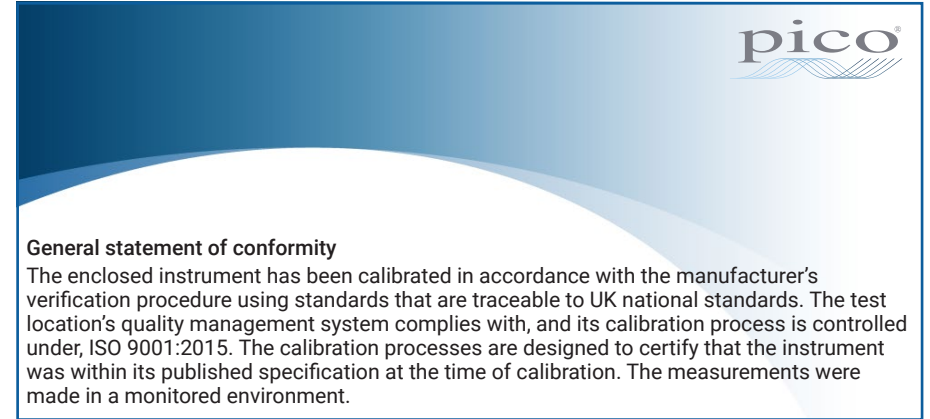 pico®
General statement of conformity
The enclosed instrument has been calibrated in accordance with the manufacturer’s
verification procedure using standards that are traceable to UK national standards. The test
location’s quality management system complies with, and its calibration process is controlled
under, ISO 9001:2015. The calibration processes are designed to certify that the instrument
was within its published specification at the time of calibration. The measurements were
made in a monitored environment.